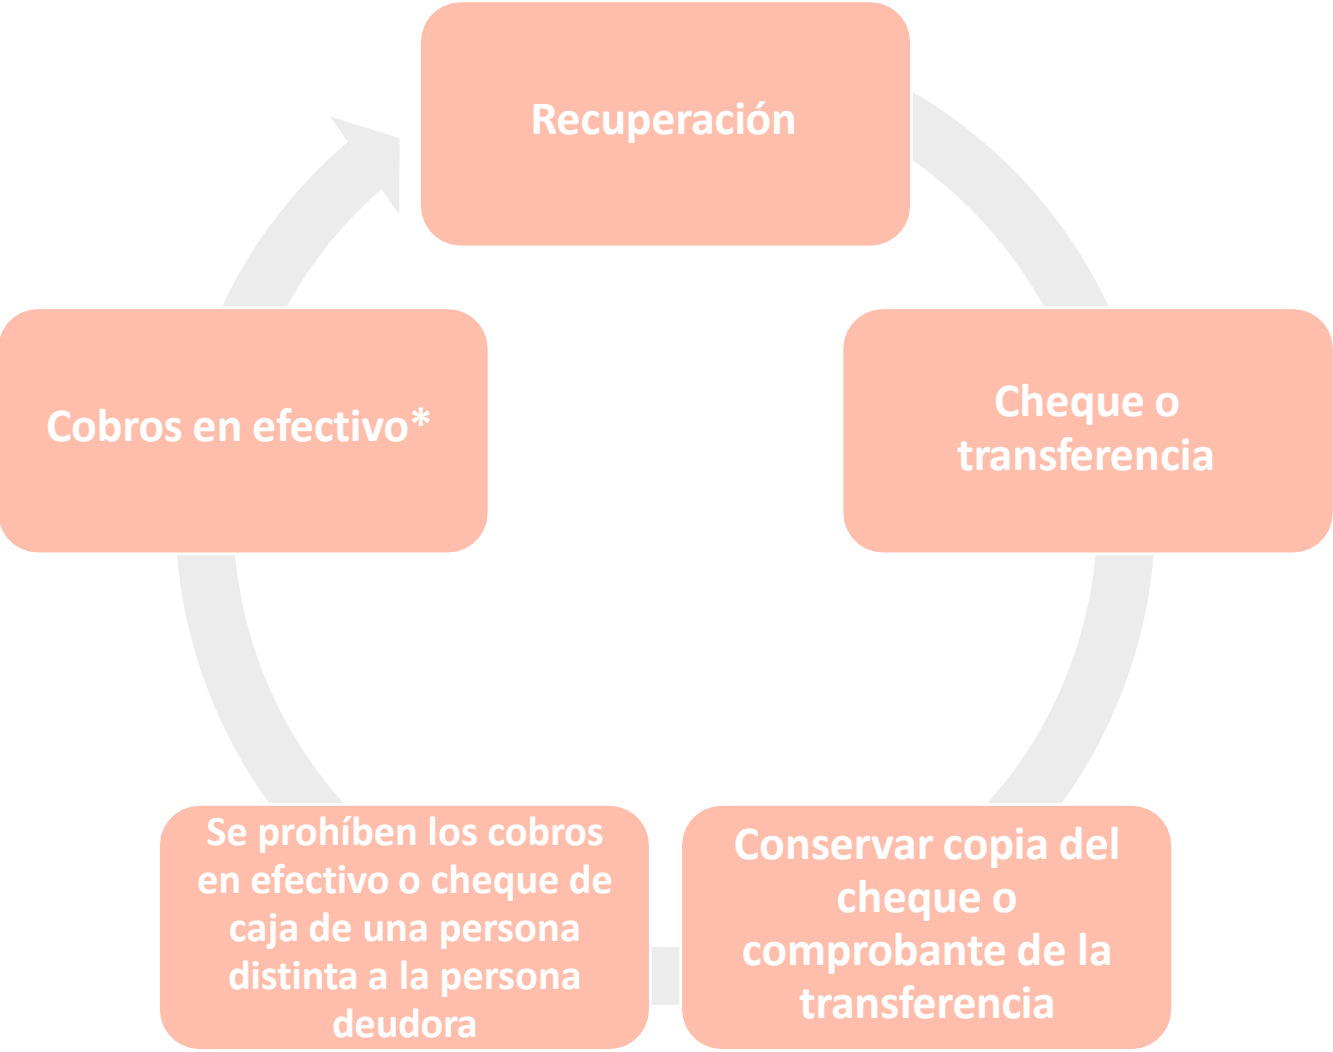 Recuperación
Cheque o
transferencia
Conservar copia del
cheque o
comprobante de la
transferencia
Se prohíben los cobros
en efectivo o cheque de
caja de una persona
distinta a la persona
deudora
Cobros en efectivo*